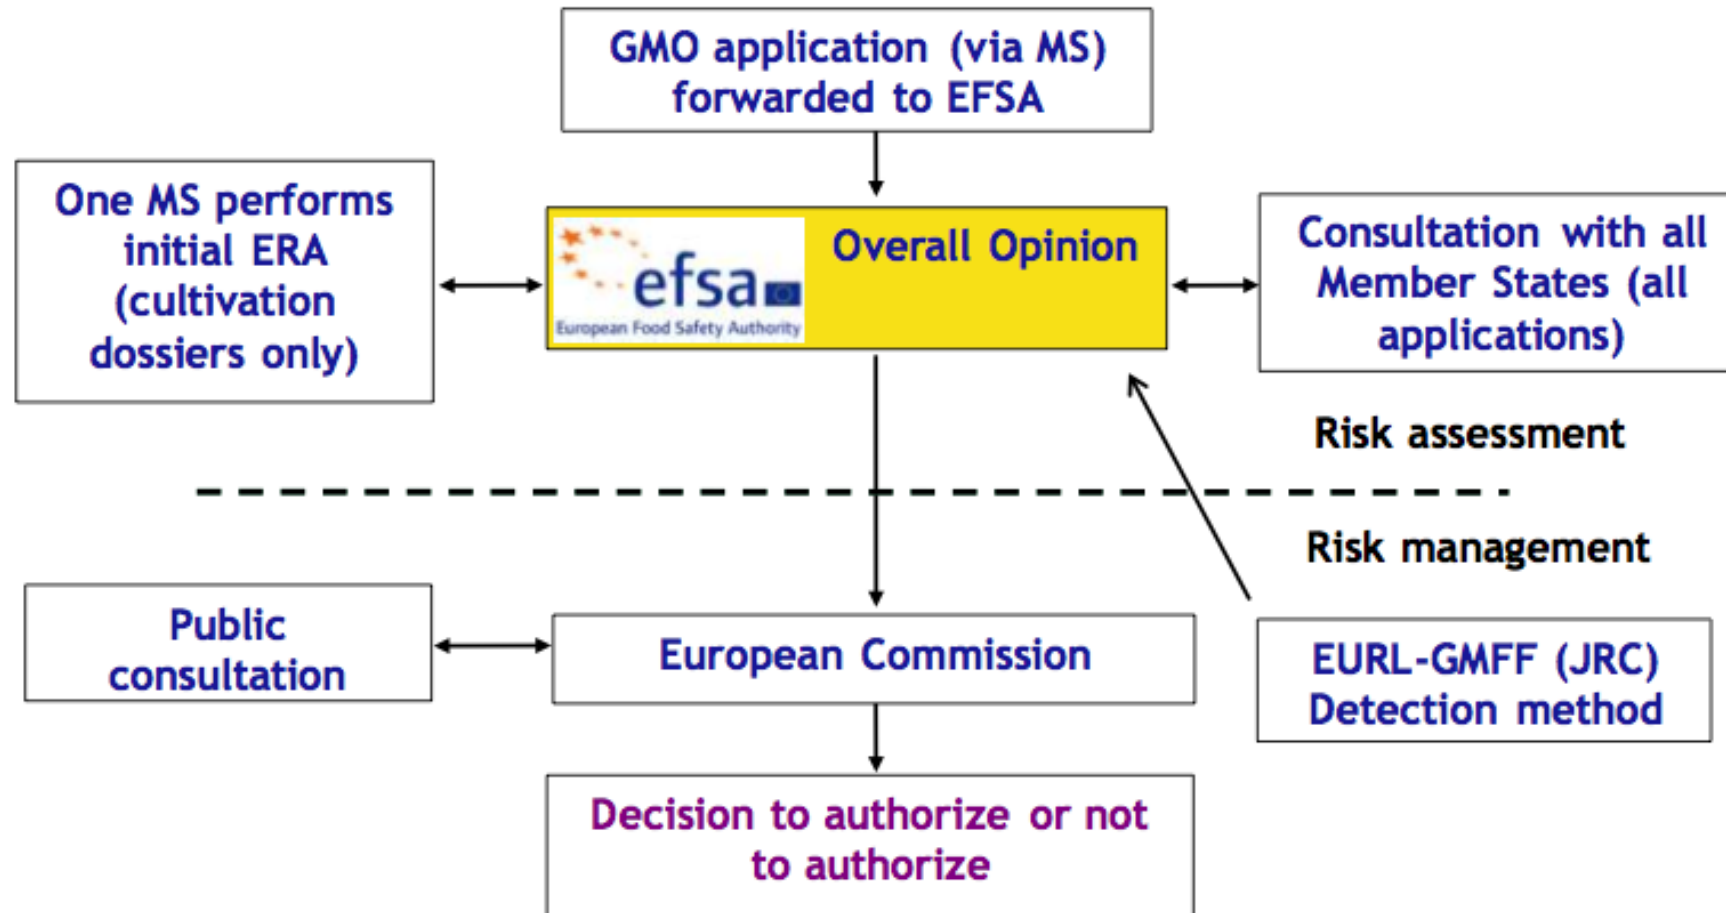 GMO application (via MS)
forwarded to EFSA
One MS performs
initial ERA
(cultivation
dossiers only)
efsa
European Food Safety Authority
Overall Opinion
Consultation with all
Member States (all
applications)
Risk assessment
Risk management
Public
consultation
European Commission
EURL-GMFF (JRC)
Detection method
Decision to authorize or not
to authorize